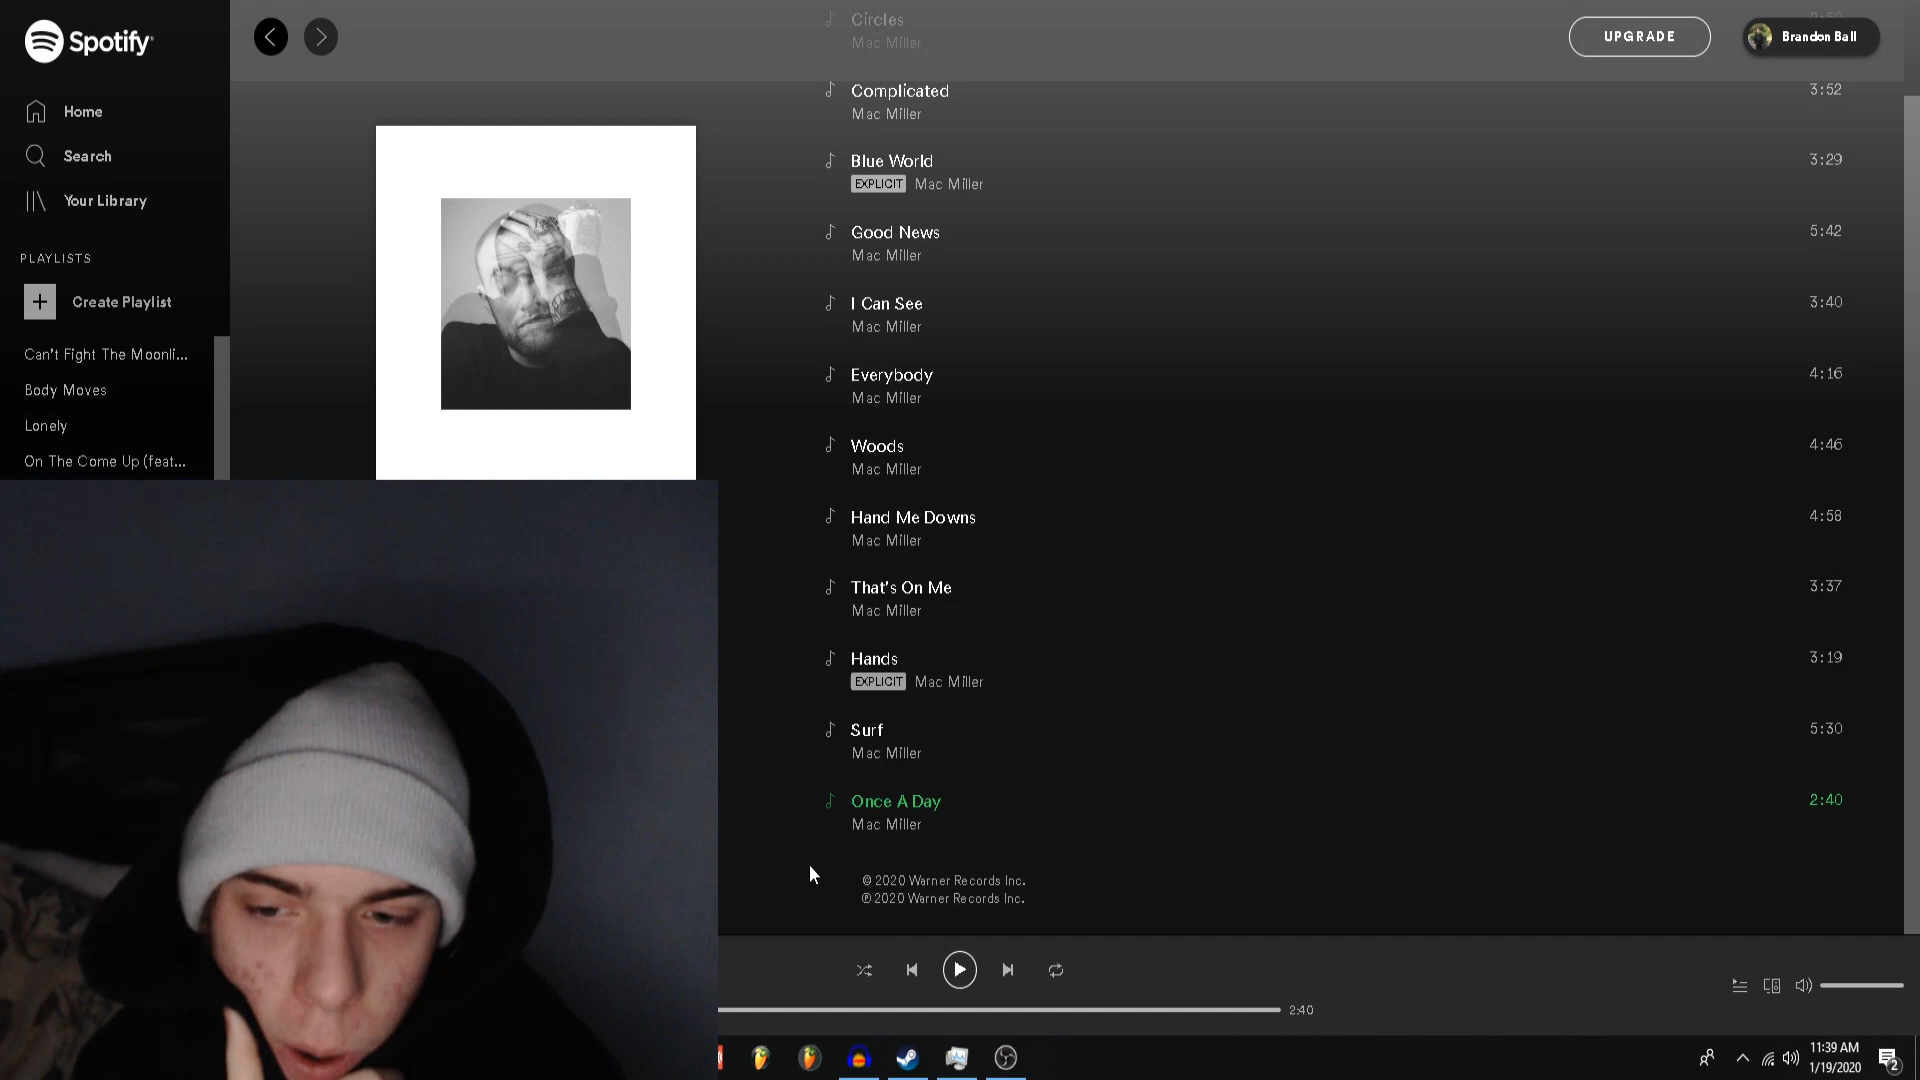 Spotify
Home
Search
Your Library
PLAYLISTS
Create Playlist
Can't Fight The Moonli...
Body Moves
Lonely
On The Come Up (feat...
UPGRADE
Brandon Ball
Circles
Mac Miller
Complicated
3:52
Mac Miller
Blue World
3:29
EXPLICIT Mac Miller
Good News
5:42
Mac Miller
I Can See
3:40
Mac Miller
Everybody
4:16
Mac Miller
Woods
4:46
Mac Miller
Hand Me Downs
4:58
Mac Miller
That's On Me
3:37
Mac Miller
Hands
3:19
EXPLICIT Mac Miller
Surf
5:30
Mac Miller
Once A Day
2:40
Mac Miller
© 2020 Warner Records Inc.
℗ 2020 Warner Records Inc.
2:40
11:39 AM
1/19/2020
2